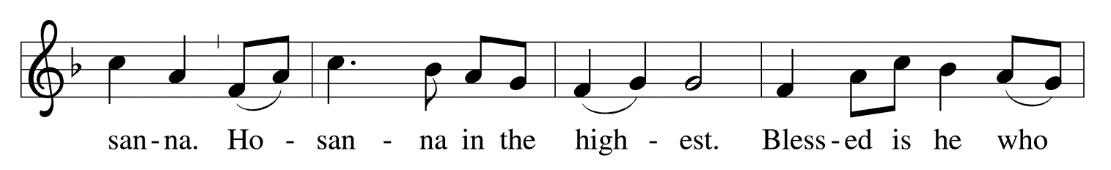 san - na. Ho - san - na in the high - est. Bless - ed is he who